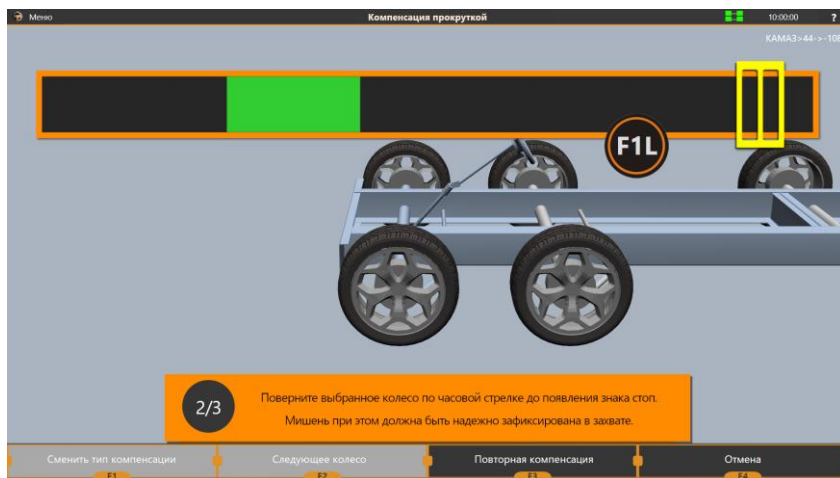 Меню
Компенсация прокруткой
10:00:00
?
КАМАЗ>44->-108
F1L
2/3
Поверните выбранное колесо по часовой стрелке до появления знака стоп.
Мишень при этом должна быть надежно зафиксирована в захвате.
Сменить тип компенсации
Следующее колесо
Повторная компенсация
Отмена
F1
F2
F3
F4